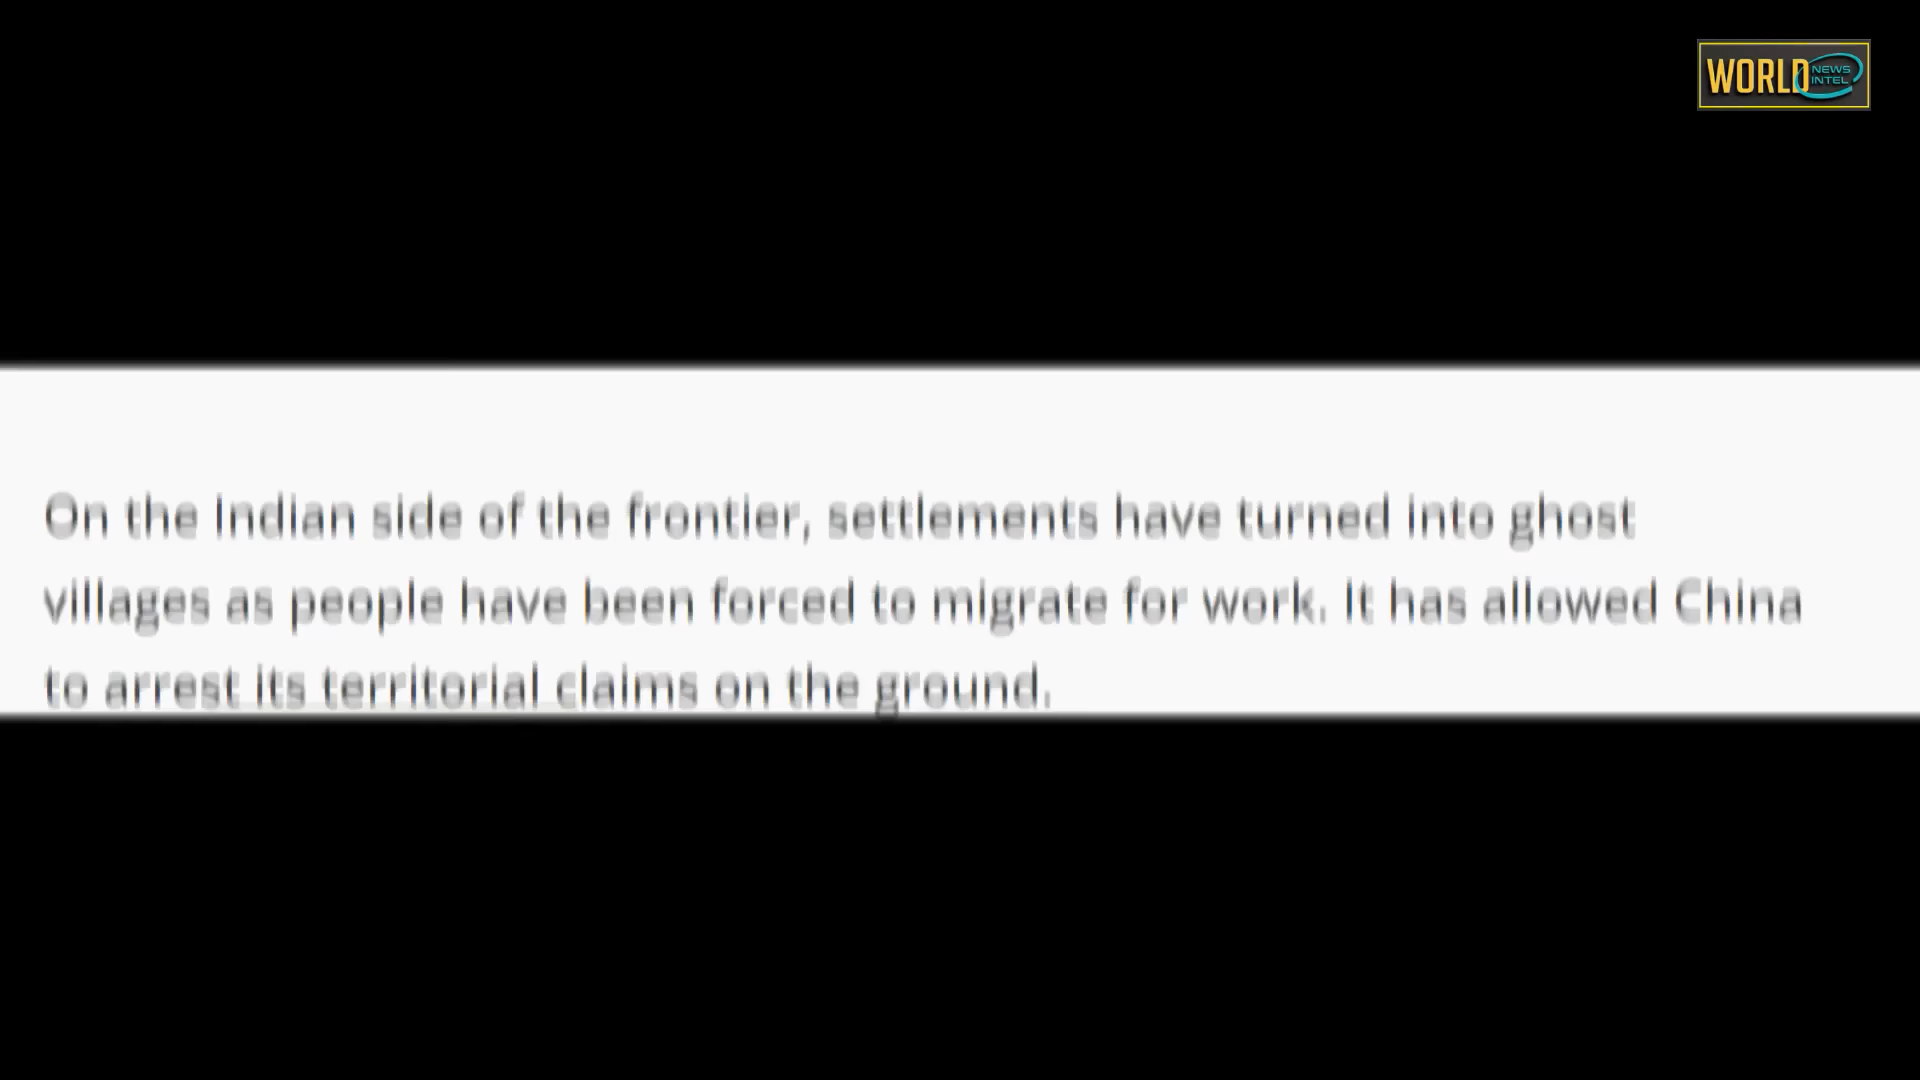 WORLD NEWS INTEL
On the Indian side of the frontier, settlements have turned into ghost
villages as people have been forced to migrate for work. It has allowed China
to arrest its territorial claims on the ground.